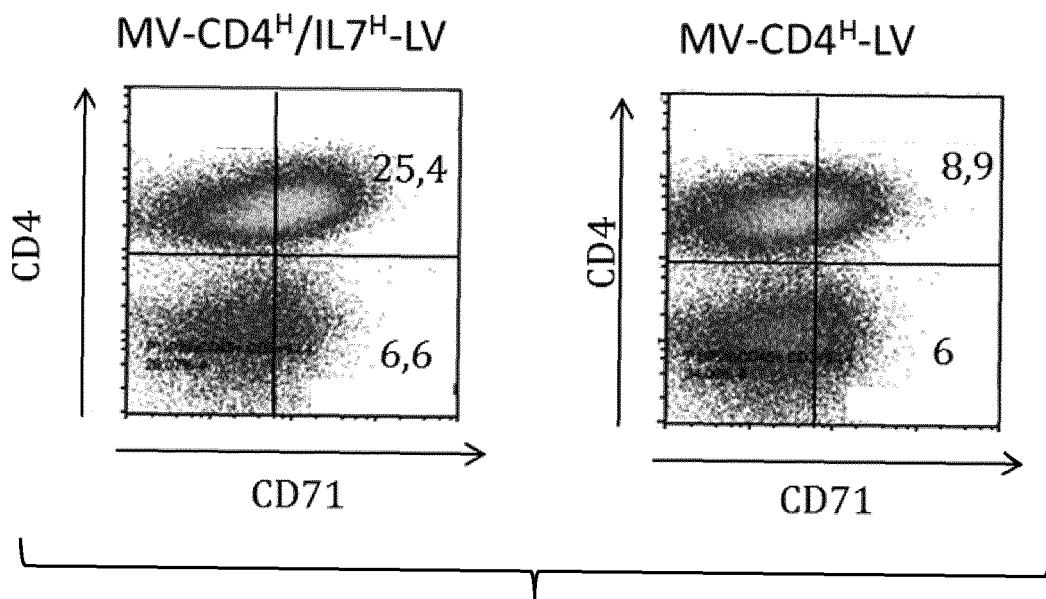 MV-CD4ᴴ/IL7ᴴ-LV
MV-CD4ᴴ-LV
CD4
25,4
6,6
CD71
CD4
8,9
6
CD71